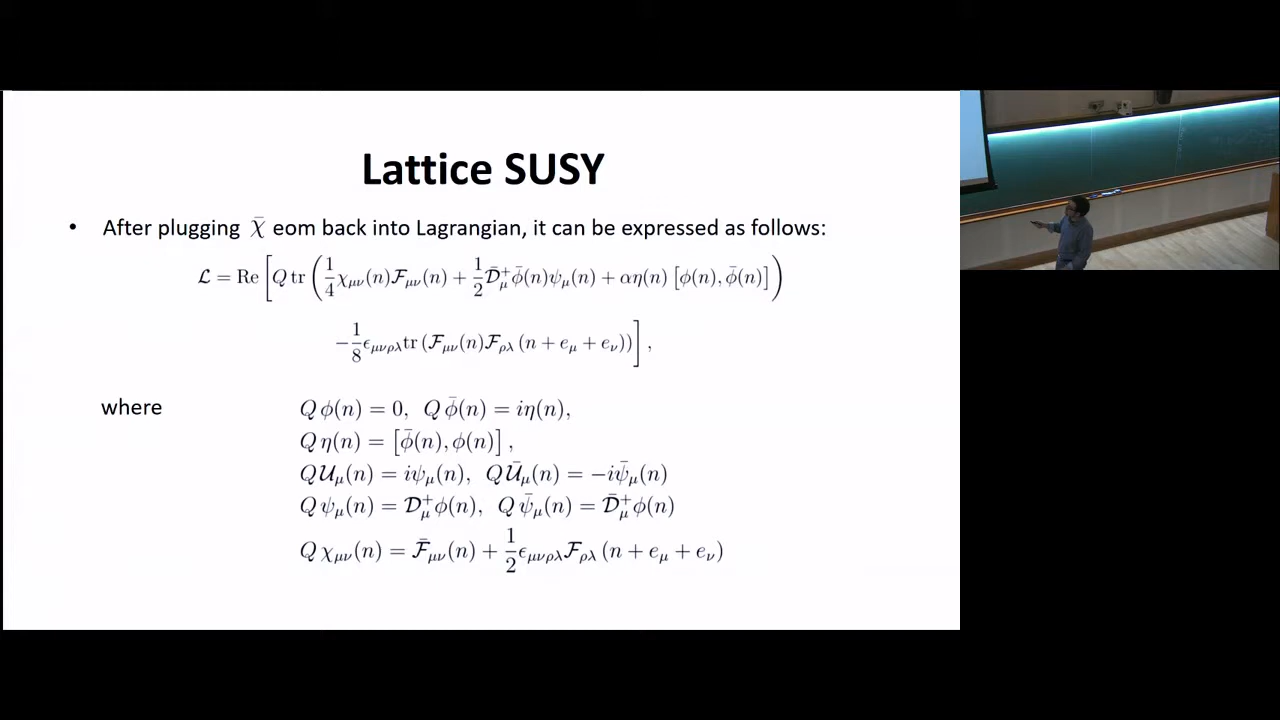 Lattice SUSY
• After plugging χ̄ eom back into Lagrangian, it can be expressed as follows:
ℒ = Re [ Q tr ( 1/4 χ_μν(n) ℱ_μν(n) + 1/2 𝒟̄⁺_μ φ̄(n) ψ_μ(n) + αη(n) [φ(n), φ̄(n)] )
− 1/8 ε_μνρλ tr (ℱ_μν(n) ℱ_ρλ (n + e_μ + e_ν)) ] ,
where
Q φ(n) = 0, Q φ̄(n) = iη(n),
Q η(n) = [φ̄(n), φ(n)] ,
Q 𝒰_μ(n) = iψ_μ(n), Q 𝒰̄_μ(n) = −iψ̄_μ(n)
Q ψ_μ(n) = 𝒟⁺_μ φ(n), Q ψ̄_μ(n) = 𝒟̄⁺_μ φ(n)
Q χ_μν(n) = ℱ̄_μν(n) + 1/2 ε_μνρλ ℱ_ρλ (n + e_μ + e_ν)